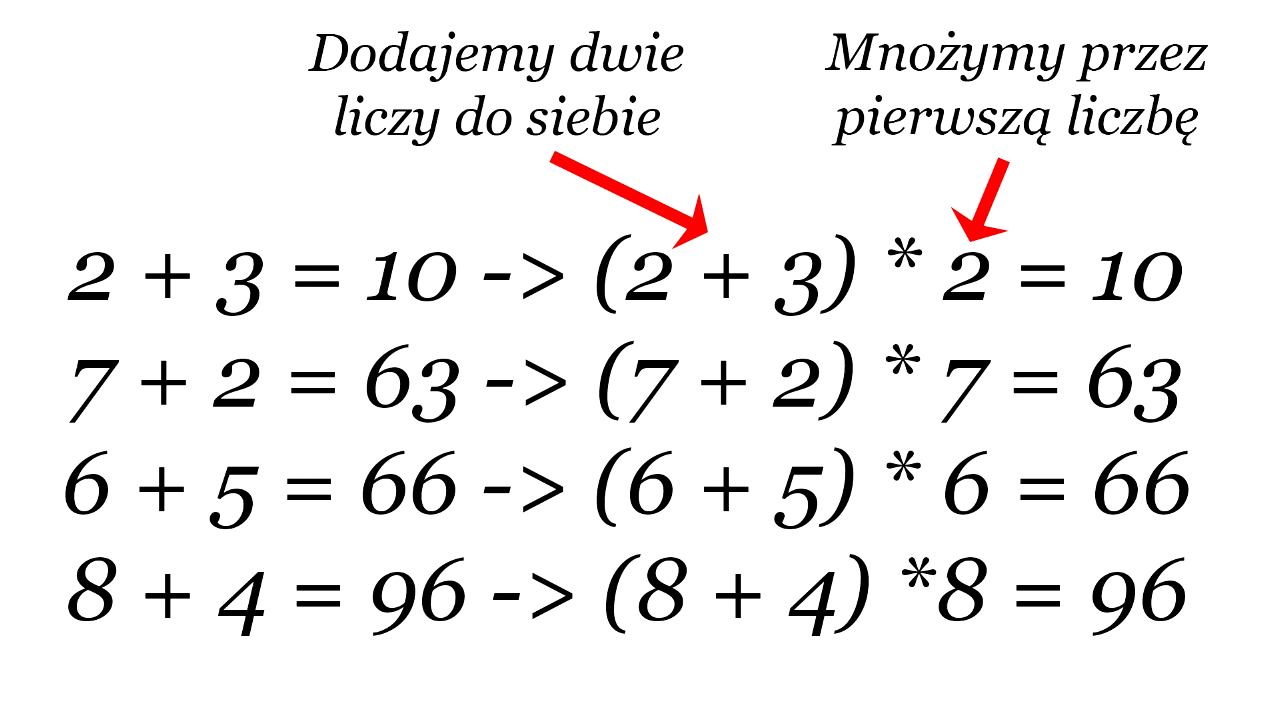 Dodajemy dwie
liczy do siebie
Mnożymy przez
pierwszą liczbę
2 + 3 = 10 -> (2 + 3) * 2 = 10
7 + 2 = 63 -> (7 + 2) * 7 = 63
6 + 5 = 66 -> (6 + 5) * 6 = 66
8 + 4 = 96 -> (8 + 4) *8 = 96